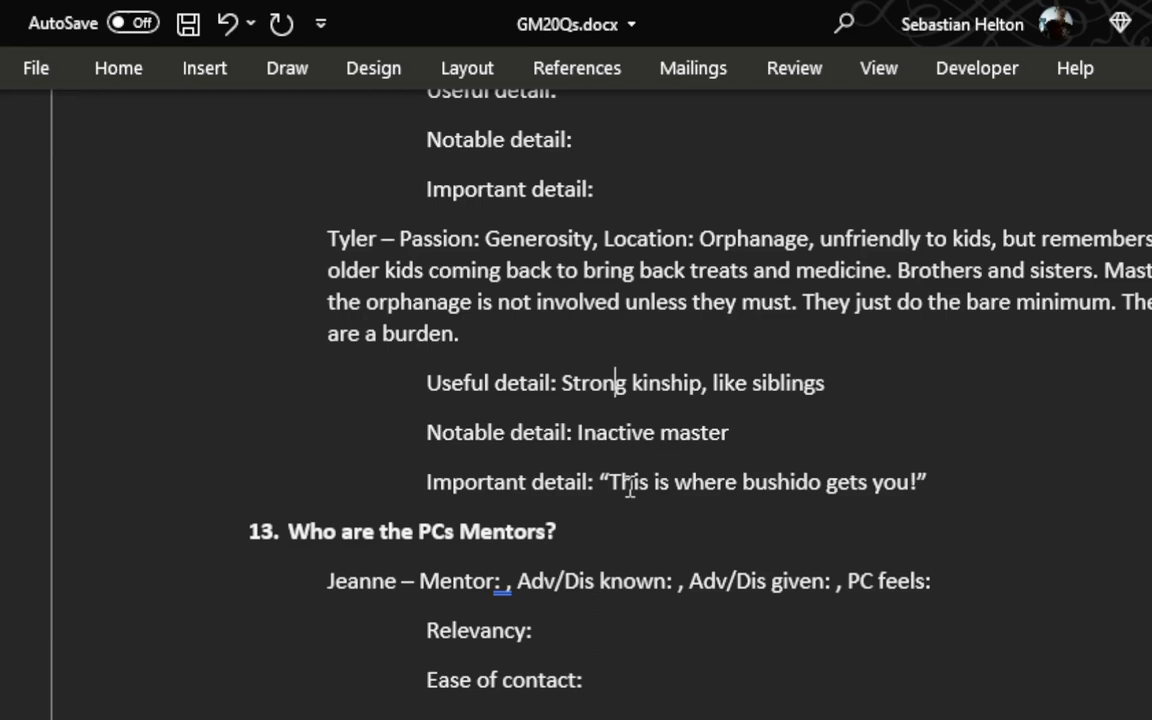 AutoSave Off GM20Qs.docx Sebastian Helton
File Home Insert Draw Design Layout References Mailings Review View Developer Help
Useful detail:
Notable detail:
Important detail:
Tyler – Passion: Generosity, Location: Orphanage, unfriendly to kids, but remembers
older kids coming back to bring back treats and medicine. Brothers and sisters. Mast
the orphanage is not involved unless they must. They just do the bare minimum. The
are a burden.
Useful detail: Strong kinship, like siblings
Notable detail: Inactive master
Important detail: “This is where bushido gets you!”
13. Who are the PCs Mentors?
Jeanne – Mentor: , Adv/Dis known: , Adv/Dis given: , PC feels:
Relevancy:
Ease of contact: